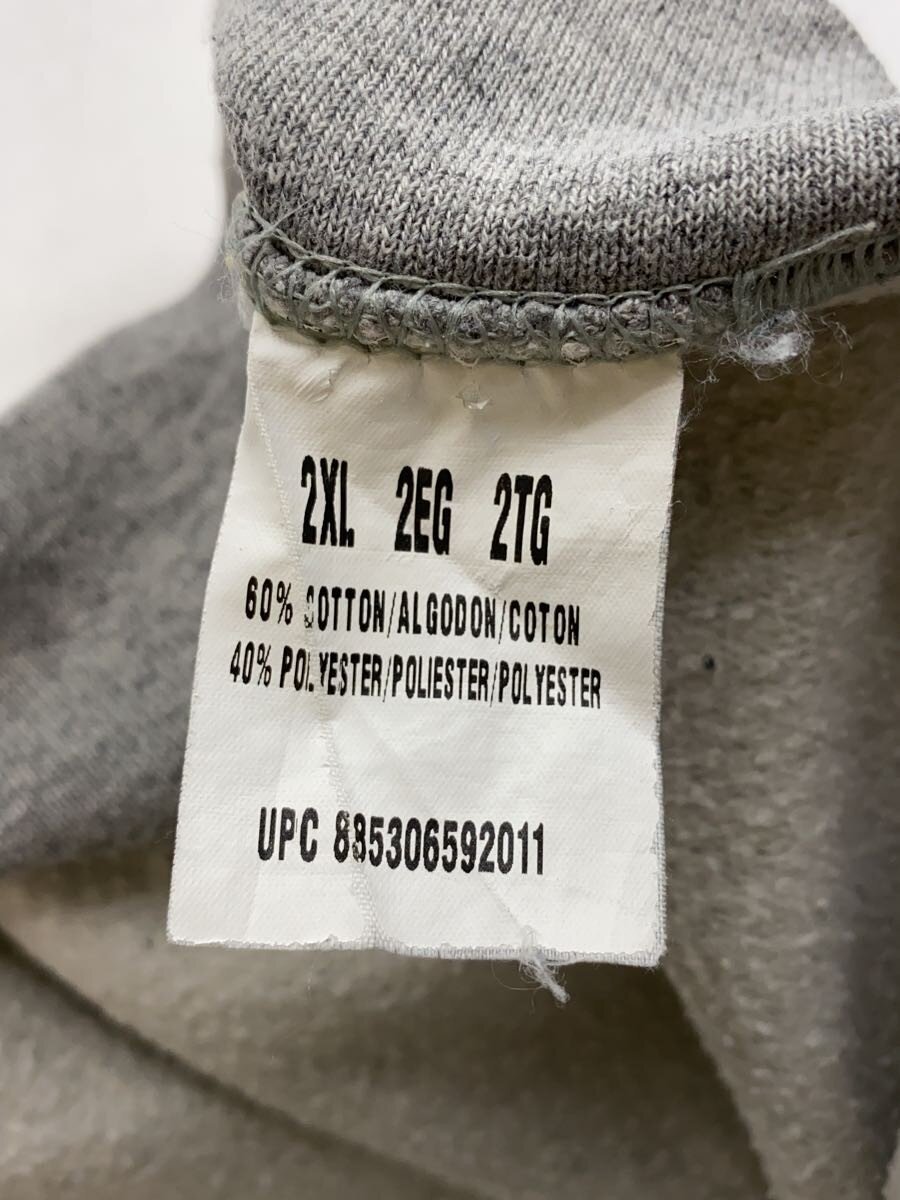 2XL 2EG 2TG
60% COTTON/ALGODON/COTON
40% POLYESTER/POLIESTER/POLYESTER
UPC 885306592011